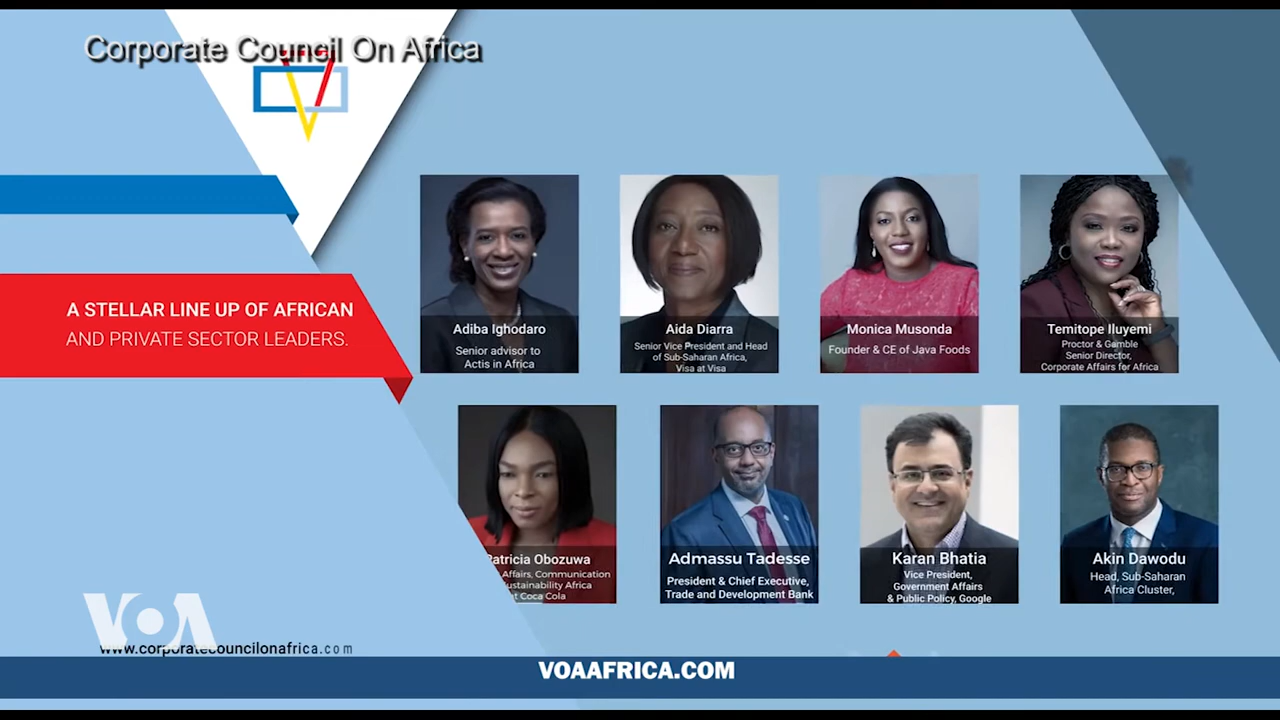 Corporate Council On Africa
A STELLAR LINE UP OF AFRICAN
AND PRIVATE SECTOR LEADERS.
Adiba Ighodaro
Senior advisor to
Actis in Africa
Aida Diarra
Senior Vice President and Head
of Sub-Saharan Africa,
Visa at Visa
Monica Musonda
Founder & CE of Java Foods
Temitope Iluyemi
Proctor & Gamble
Senior Director,
Corporate Affairs for Africa
Patricia Obozuwa
Affairs, Communication
Sustainability Africa
at Coca Cola
Admassu Tadesse
President & Chief Executive,
Trade and Development Bank
Karan Bhatia
Vice President,
Government Affairs
& Public Policy, Google
Akin Dawodu
Head, Sub-Saharan
Africa Cluster,
VOA
www.corporatecouncilonafrica.com
VOAAFRICA.COM